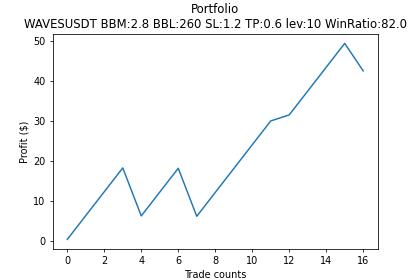 Portfolio
WAVESUSDT BBM:2.8 BBL:260 SL:1.2 TP:0.6 lev:10 WinRatio:82.0
50
40
30
20
10
0
Profit ($)
0 2 4 6 8 10 12 14 16
Trade counts